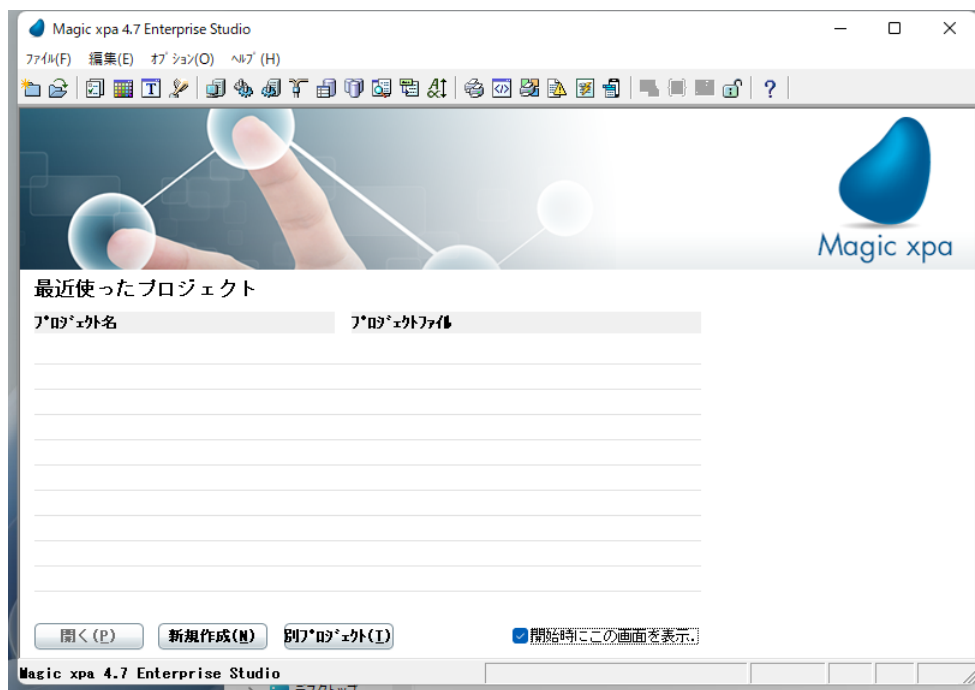 Magic xpa 4.7 Enterprise Studio
ﾌｧｲﾙ(F) 編集(E) ｵﾌﾟｼｮﾝ(O) ﾍﾙﾌﾟ(H)
Magic xpa
最近使ったプロジェクト
ﾌﾟﾛｼﾞｪｸﾄ名 ﾌﾟﾛｼﾞｪｸﾄﾌｧｲﾙ
開く(P) 新規作成(N) 別ﾌﾟﾛｼﾞｪｸﾄ(I) 開始時にこの画面を表示.
Magic xpa 4.7 Enterprise Studio